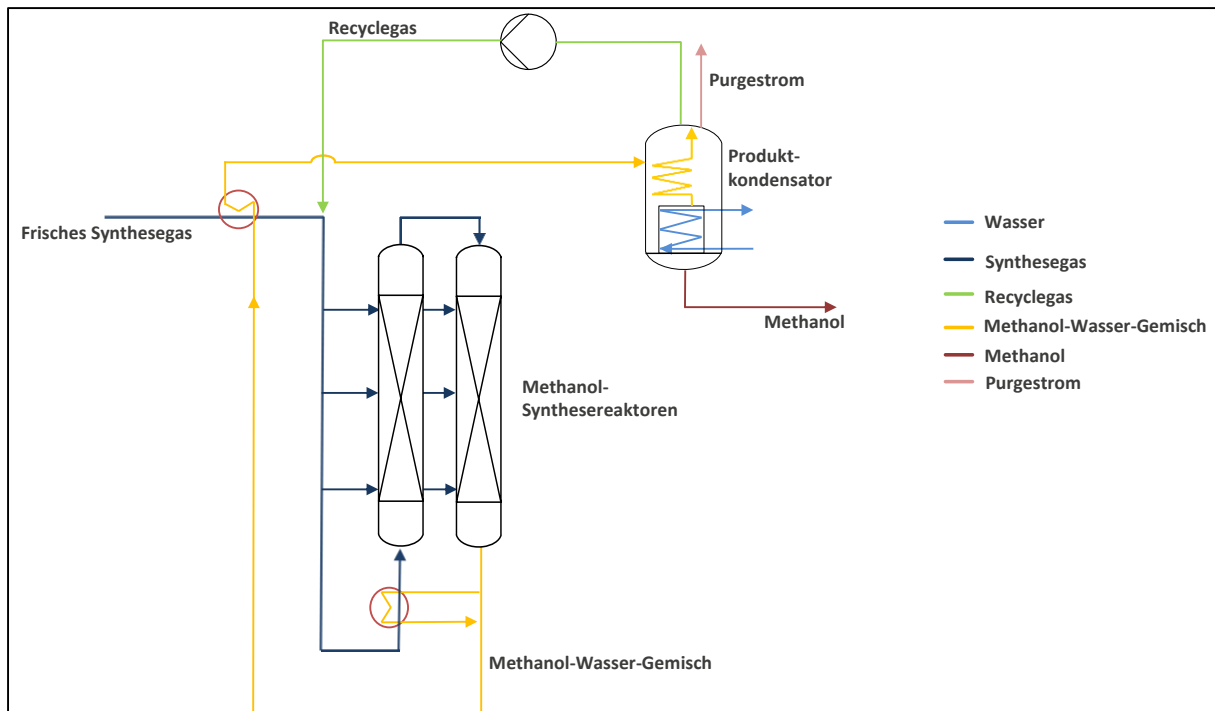 Recyclegas
Purgestrom
Produkt-
kondensator
Frisches Synthesegas
Methanol
Methanol-
Synthesereaktoren
Methanol-Wasser-Gemisch
Wasser
Synthesegas
Recyclegas
Methanol-Wasser-Gemisch
Methanol
Purgestrom